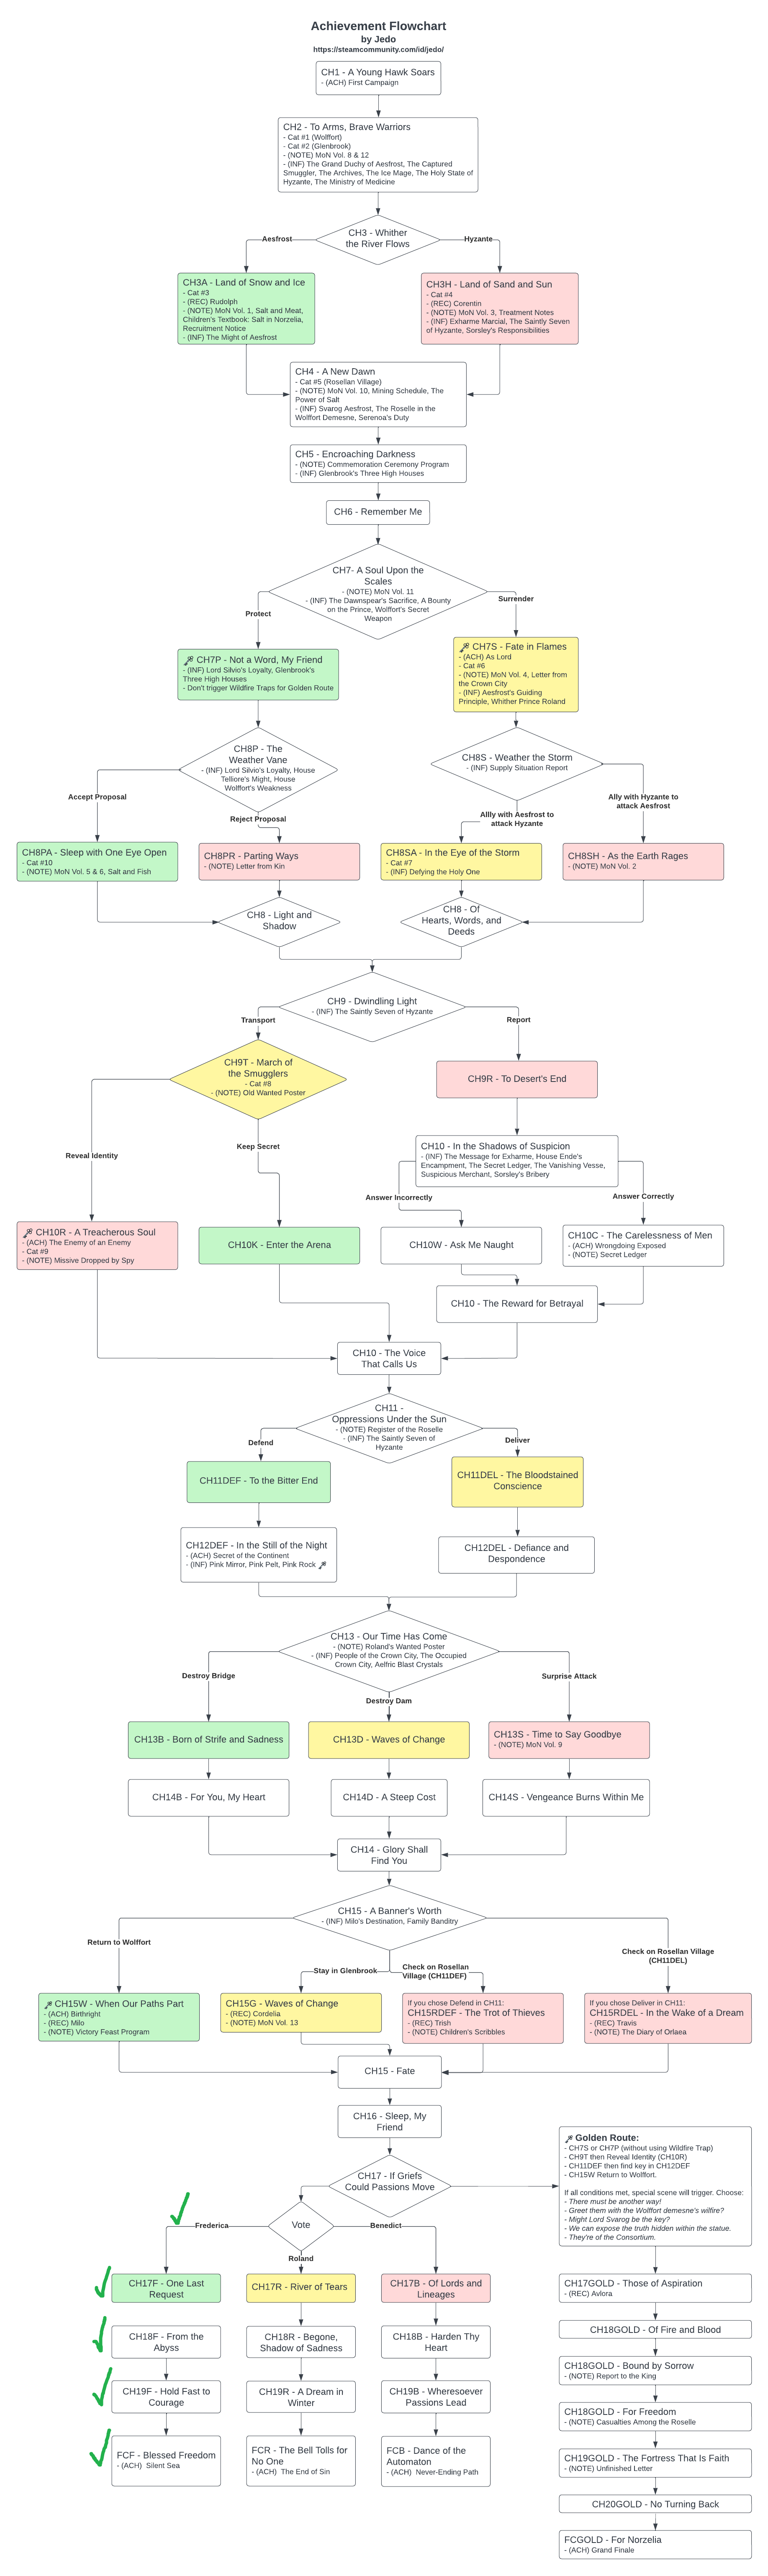 Achievement Flowchart
by Jedo
https://steamcommunity.com/id/jedo/
CH1 - A Young Hawk Soars
- (ACH) First Campaign
CH2 - To Arms, Brave Warriors
- Cat #1 (Wolffort)
- Cat #2 (Glenbrook)
- (NOTE) MoN Vol. 8 & 12
- (INF) The Grand Duchy of Aesfrost, The Captured
Smuggler, The Archives, The Ice Mage, The Holy State of
Hyzante, The Ministry of Medicine
CH3 - Whither
the River Flows
Aesfrost
Hyzante
CH3A - Land of Snow and Ice
- Cat #3
- (REC) Rudolph
- (NOTE) MoN Vol. 1, Salt and Meat,
Children's Textbook: Salt in Norzelia,
Recruitment Notice
- (INF) The Might of Aesfrost
CH3H - Land of Sand and Sun
- Cat #4
- (REC) Corentin
- (NOTE) MoN Vol. 3, Treatment Notes
- (INF) Exharme Marcial, The Saintly Seven
of Hyzante, Sorsley's Responsibilities
CH4 - A New Dawn
- Cat #5 (Rosellan Village)
- (NOTE) MoN Vol. 10, Mining Schedule, The
Power of Salt
- (INF) Svarog Aesfrost, The Roselle in the
Wolffort Demesne, Serenoa's Duty
CH5 - Encroaching Darkness
- (NOTE) Commemoration Ceremony Program
- (INF) Glenbrook's Three High Houses
CH6 - Remember Me
CH7- A Soul Upon the
Scales
- (NOTE) MoN Vol. 11
- (INF) The Dawnspear's Sacrifice, A Bounty
on the Prince, Wolffort's Secret
Weapon
Protect
Surrender
CH7P - Not a Word, My Friend
- (INF) Lord Silvio's Loyalty, Glenbrook's
Three High Houses
- Don't trigger Wildfire Traps for Golden Route
CH7S - Fate in Flames
- (ACH) As Lord
- Cat #6
- (NOTE) MoN Vol. 4, Letter from
the Crown City
- (INF) Aesfrost's Guiding
Principle, Whither Prince Roland
CH8P - The
Weather Vane
- (INF) Lord Silvio's Loyalty, House
Telliore's Might, House
Wolffort's Weakness
CH8S - Weather the Storm
- (INF) Supply Situation Report
Accept Proposal
Reject Proposal
Allly with Aesfrost to
attack Hyzante
Ally with Hyzante to
attack Aesfrost
CH8PA - Sleep with One Eye Open
- Cat #10
- (NOTE) MoN Vol. 5 & 6, Salt and Fish
CH8PR - Parting Ways
- (NOTE) Letter from Kin
CH8SA - In the Eye of the Storm
- Cat #7
- (INF) Defying the Holy One
CH8SH - As the Earth Rages
- (NOTE) MoN Vol. 2
CH8 - Light and
Shadow
CH8 - Of
Hearts, Words, and
Deeds
CH9 - Dwindling Light
- (INF) The Saintly Seven of Hyzante
Transport
Report
CH9T - March of
the Smugglers
- Cat #8
- (NOTE) Old Wanted Poster
CH9R - To Desert's End
Reveal Identity
Keep Secret
CH10 - In the Shadows of Suspicion
- (INF) The Message for Exharme, House Ende's
Encampment, The Secret Ledger, The Vanishing Vesse,
Suspicious Merchant, Sorsley's Bribery
Answer Incorrectly
Answer Correctly
CH10R - A Treacherous Soul
- (ACH) The Enemy of an Enemy
- Cat #9
- (NOTE) Missive Dropped by Spy
CH10K - Enter the Arena
CH10W - Ask Me Naught
CH10C - The Carelessness of Men
- (ACH) Wrongdoing Exposed
- (NOTE) Secret Ledger
CH10 - The Reward for Betrayal
CH10 - The Voice
That Calls Us
CH11 -
Oppressions Under the Sun
- (NOTE) Register of the Roselle
- (INF) The Saintly Seven of
Hyzante
Defend
Deliver
CH11DEF - To the Bitter End
CH11DEL - The Bloodstained
Conscience
CH12DEF - In the Still of the Night
- (ACH) Secret of the Continent
- (INF) Pink Mirror, Pink Pelt, Pink Rock
CH12DEL - Defiance and
Despondence
CH13 - Our Time Has Come
- (NOTE) Roland's Wanted Poster
- (INF) People of the Crown City, The Occupied
Crown City, Aelfric Blast Crystals
Destroy Bridge
Destroy Dam
Surprise Attack
CH13B - Born of Strife and Sadness
CH13D - Waves of Change
CH13S - Time to Say Goodbye
- (NOTE) MoN Vol. 9
CH14B - For You, My Heart
CH14D - A Steep Cost
CH14S - Vengeance Burns Within Me
CH14 - Glory Shall
Find You
CH15 - A Banner's Worth
- (INF) Milo's Destination, Family Banditry
Return to Wolffort
Stay in Glenbrook
Check on Rosellan
Village (CH11DEF)
Check on Rosellan Village
(CH11DEL)
CH15W - When Our Paths Part
- (ACH) Birthright
- (REC) Milo
- (NOTE) Victory Feast Program
CH15G - Waves of Change
- (REC) Cordelia
- (NOTE) MoN Vol. 13
If you chose Defend in CH11:
CH15RDEF - The Trot of Thieves
- (REC) Trish
- (NOTE) Children's Scribbles
If you chose Deliver in CH11:
CH15RDEL - In the Wake of a Dream
- (REC) Travis
- (NOTE) The Diary of Orlaea
CH15 - Fate
CH16 - Sleep, My
Friend
CH17 - If Griefs
Could Passions Move
Golden Route:
- CH7S or CH7P (without using Wildfire Trap)
- CH9T then Reveal Identity (CH10R)
- CH11DEF then find key in CH12DEF
- CH15W Return to Wolffort.
If all conditions met, special scene will trigger. Choose:
- There must be another way!
- Greet them with the Wolffort demesne's wilfire?
- Might Lord Svarog be the key?
- We can expose the truth hidden within the statue.
- They're of the Consortium.
Vote
Frederica
Roland
Benedict
CH17F - One Last
Request
CH17R - River of Tears
CH17B - Of Lords and
Lineages
CH17GOLD - Those of Aspiration
- (REC) Avlora
CH18F - From the
Abyss
CH18R - Begone,
Shadow of Sadness
CH18B - Harden Thy
Heart
CH18GOLD - Of Fire and Blood
CH18GOLD - Bound by Sorrow
- (NOTE) Report to the King
CH19F - Hold Fast to
Courage
CH19R - A Dream in
Winter
CH19B - Wheresoever
Passions Lead
CH18GOLD - For Freedom
- (NOTE) Casualties Among the Roselle
FCF - Blessed Freedom
- (ACH) Silent Sea
FCR - The Bell Tolls for
No One
- (ACH) The End of Sin
FCB - Dance of the
Automaton
- (ACH) Never-Ending Path
CH19GOLD - The Fortress That Is Faith
- (NOTE) Unfinished Letter
CH20GOLD - No Turning Back
FCGOLD - For Norzelia
- (ACH) Grand Finale